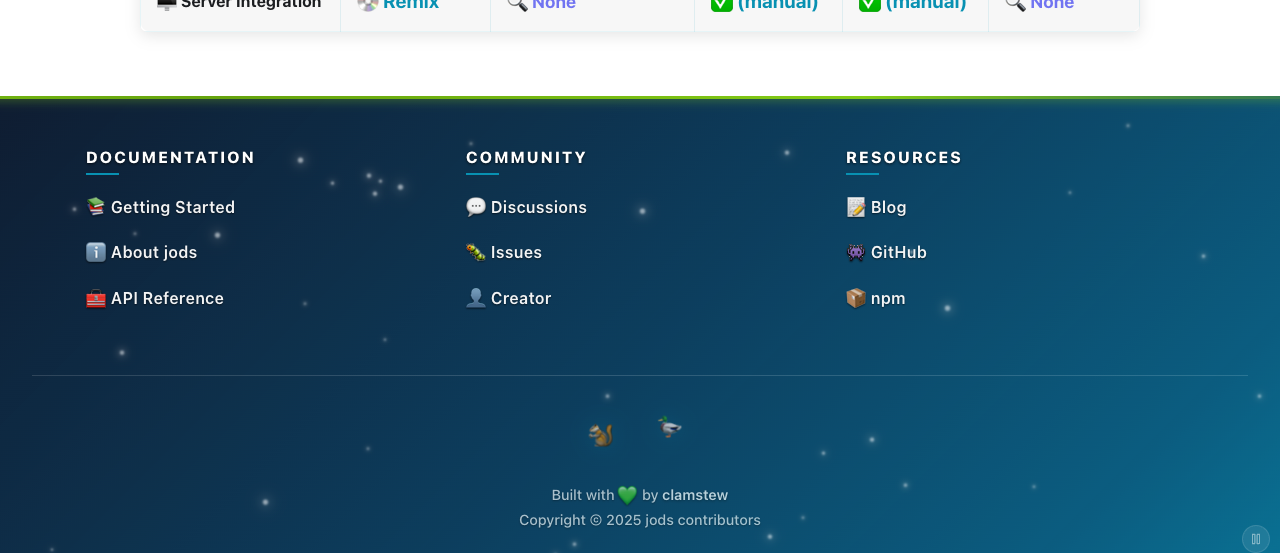 Server Integration Remix None (manual) (manual) None
DOCUMENTATION COMMUNITY RESOURCES
Getting Started Discussions Blog
About jods Issues GitHub
API Reference Creator npm
Built with 💚 by clamstew
Copyright © 2025 jods contributors